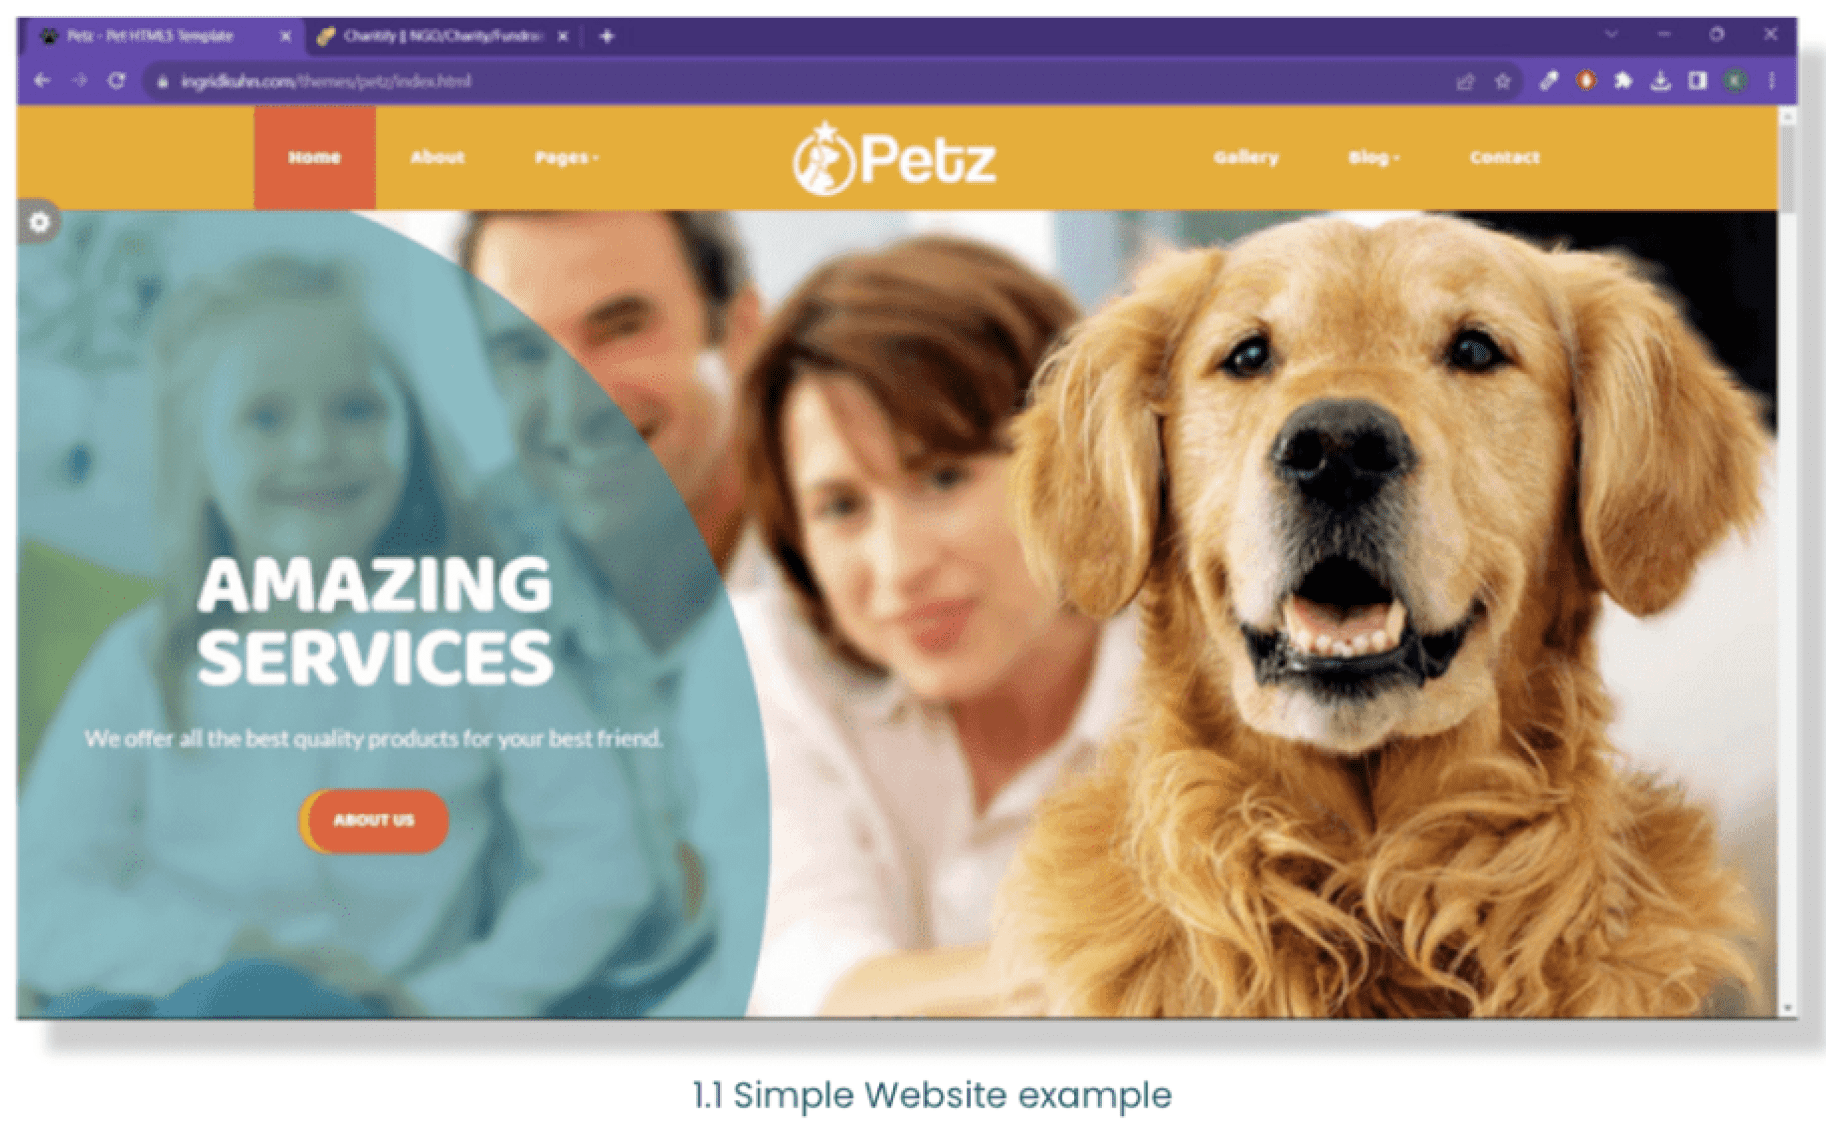 Petz - Pet HTML5 Template
Charitify || NGO/Charity/Fundrai
ingridkuhn.com/themes/petz/index.html
Home About Pages Petz Gallery Blog Contact
AMAZING
SERVICES
We offer all the best quality products for your best friend.
ABOUT US
1.1 Simple Website example